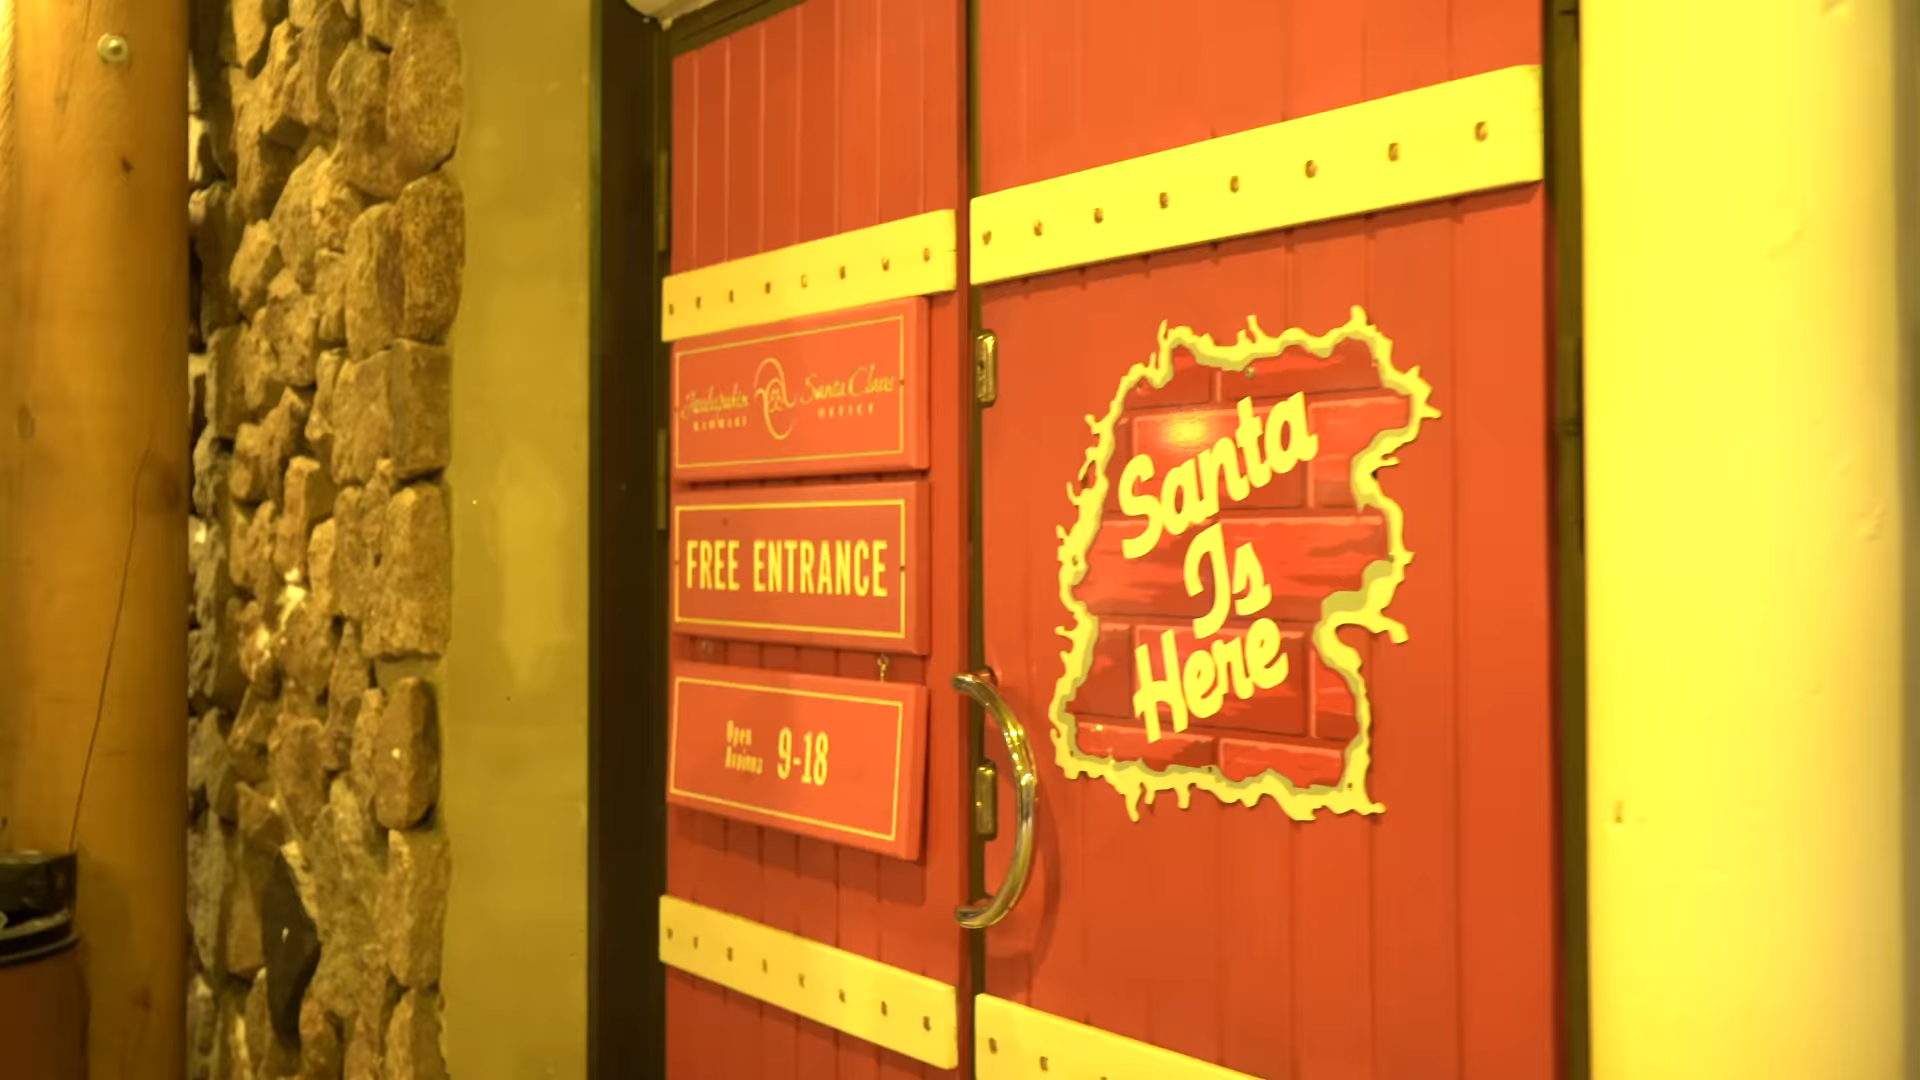 Joulupukin
KAMMARI
Santa Claus
OFFICE
FREE ENTRANCE
Open
Avoinna
9-18
Santa
Is
Here